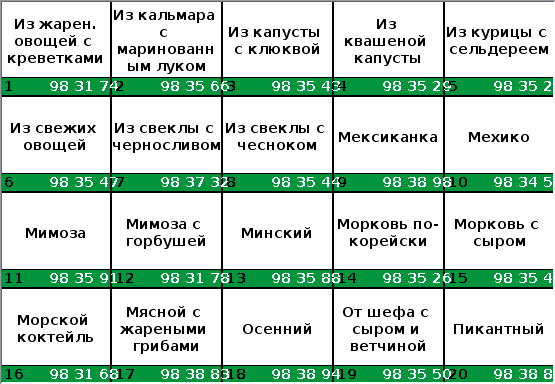 Из жарен.
овощей с
креветками
Из кальмара
с
маринованн
ым луком
Из капусты
с клюквой
Из
квашеной
капусты
Из курицы с
сельдереем
1 98 31 74
2 98 35 66
3 98 35 43
4 98 35 29
5 98 35 2
Из свежих
овощей
Из свеклы с
черносливом
Из свеклы с
чесноком
Мексиканка
Мехико
6 98 35 47
7 98 37 32
8 98 35 44
9 98 38 98
10 98 34 5
Мимоза
Мимоза с
горбушей
Минский
Морковь по-
корейски
Морковь с
сыром
11 98 35 91
12 98 31 78
13 98 35 88
14 98 35 26
15 98 35 4
Морской
коктейль
Мясной с
жареными
грибами
Осенний
От шефа с
сыром и
ветчиной
Пикантный
16 98 31 68
17 98 38 83
18 98 38 94
19 98 35 50
20 98 38 8